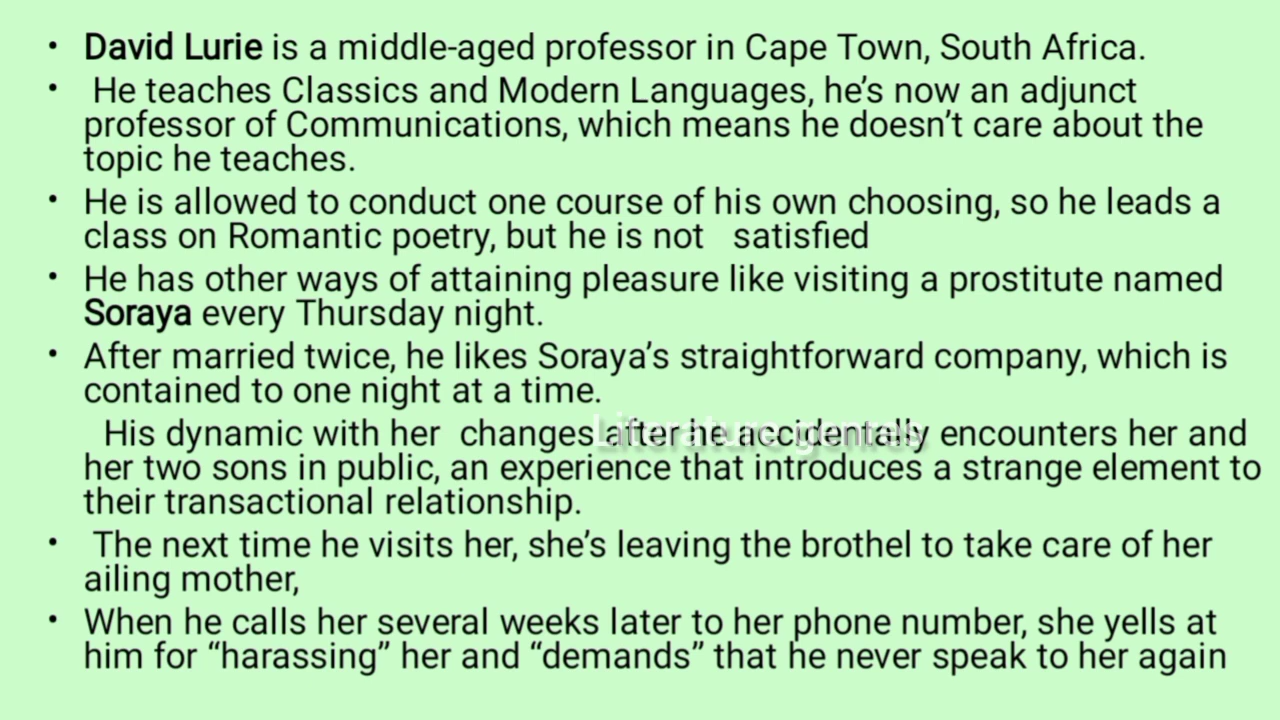 • David Lurie is a middle-aged professor in Cape Town, South Africa.
• He teaches Classics and Modern Languages, he’s now an adjunct
professor of Communications, which means he doesn’t care about the
topic he teaches.
• He is allowed to conduct one course of his own choosing, so he leads a
class on Romantic poetry, but he is not satisfied
• He has other ways of attaining pleasure like visiting a prostitute named
Soraya every Thursday night.
• After married twice, he likes Soraya’s straightforward company, which is
contained to one night at a time.
His dynamic with her changes after he accidentally encounters her and
Literature genres
her two sons in public, an experience that introduces a strange element to
their transactional relationship.
• The next time he visits her, she’s leaving the brothel to take care of her
ailing mother,
• When he calls her several weeks later to her phone number, she yells at
him for “harassing” her and “demands” that he never speak to her again